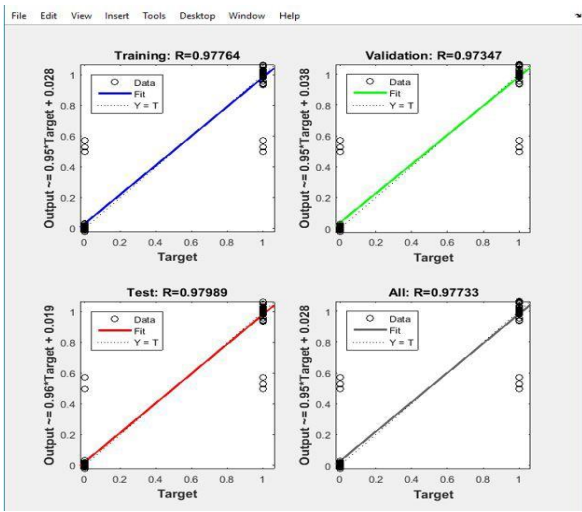 File Edit View Insert Tools Desktop Window Help
Training: R=0.97764
Output ~= 0.95*Target + 0.028
1
0.8
0.6
0.4
0.2
0
Data
Fit
Y = T
0 0.2 0.4 0.6 0.8 1
Target
Validation: R=0.97347
Output ~= 0.95*Target + 0.038
1
0.8
0.6
0.4
0.2
0
Data
Fit
Y = T
0 0.2 0.4 0.6 0.8 1
Target
Test: R=0.97989
Output ~= 0.96*Target + 0.019
1
0.8
0.6
0.4
0.2
0
Data
Fit
Y = T
0 0.2 0.4 0.6 0.8 1
Target
All: R=0.97733
Output ~= 0.95*Target + 0.028
1
0.8
0.6
0.4
0.2
0
Data
Fit
Y = T
0 0.2 0.4 0.6 0.8 1
Target